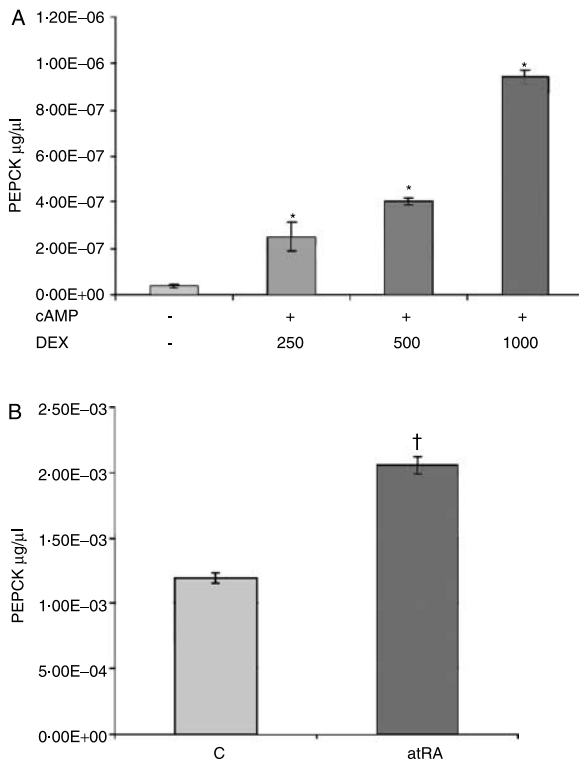 A
1·20E–06
1·00E–06
8·00E–07
6·00E–07
4·00E–07
2·00E–07
0·00E+00
PEPCK µg/µl
* * *
cAMP - + + +
DEX - 250 500 1000
B
2·50E–03
2·00E–03
1·50E–03
1·00E–03
5·00E–04
0·00E+00
PEPCK µg/µl
†
C atRA